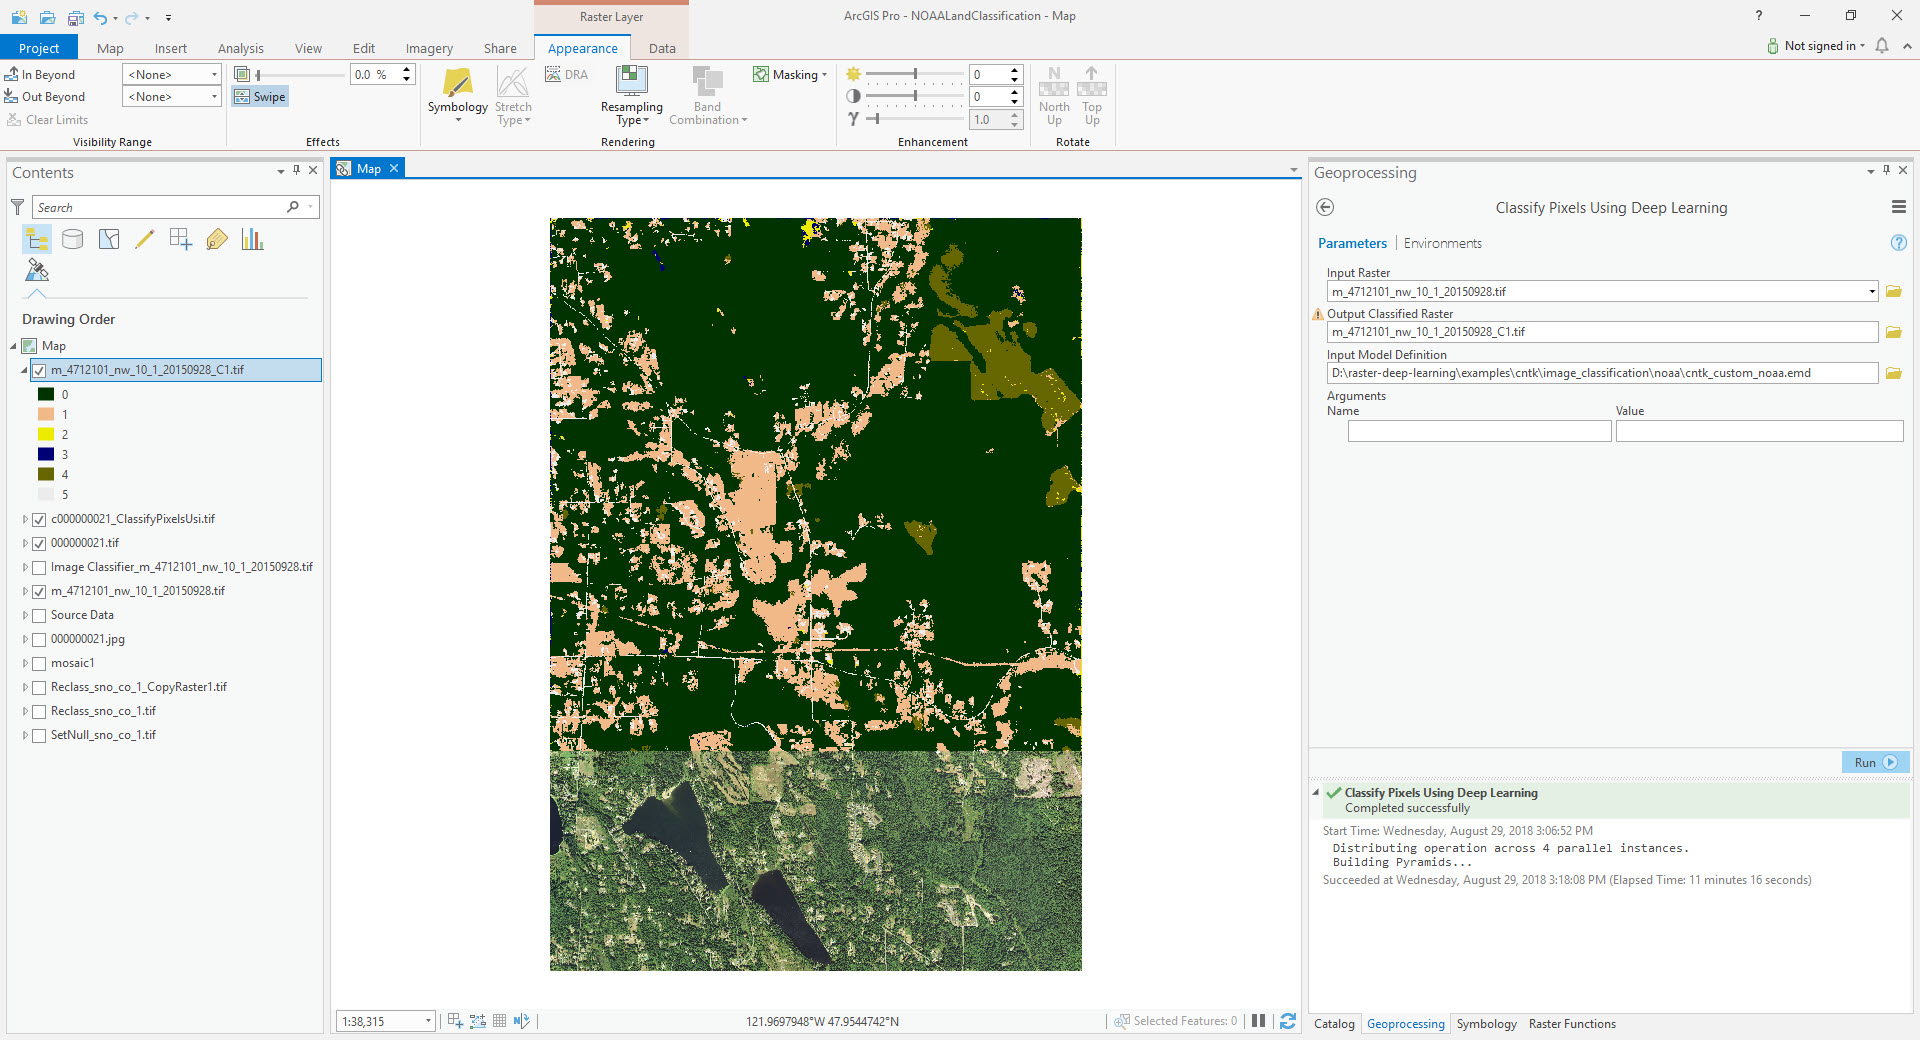 Raster Layer
ArcGIS Pro - NOAALandClassification - Map
?
Project Map Insert Analysis View Edit Imagery Share Appearance Data
Not signed in
In Beyond <None> 0.0 %
Out Beyond <None> Swipe
Clear Limits
Visibility Range
Effects
Symbology
Stretch Type
DRA
Resampling Type
Band Combination
Masking
Rendering
0
0
γ 1.0
Enhancement
N
North Up
Top Up
Rotate
Contents
Search
Drawing Order
Map
m_4712101_nw_10_1_20150928_C1.tif
0
1
2
3
4
5
c000000021_ClassifyPixelsUsi.tif
000000021.tif
Image Classifier_m_4712101_nw_10_1_20150928.tif
m_4712101_nw_10_1_20150928.tif
Source Data
000000021.jpg
mosaic1
Reclass_sno_co_1_CopyRaster1.tif
Reclass_sno_co_1.tif
SetNull_sno_co_1.tif
Map
1:38,315
121.9697948°W 47.9544742°N
Selected Features: 0
Geoprocessing
Classify Pixels Using Deep Learning
Parameters | Environments
?
Input Raster
m_4712101_nw_10_1_20150928.tif
Output Classified Raster
m_4712101_nw_10_1_20150928_C1.tif
Input Model Definition
D:\raster-deep-learning\examples\cntk\image_classification\noaa\cntk_custom_noaa.emd
Arguments
Name Value
Run
Classify Pixels Using Deep Learning
Completed successfully
Start Time: Wednesday, August 29, 2018 3:06:52 PM
Distributing operation across 4 parallel instances.
Building Pyramids...
Succeeded at Wednesday, August 29, 2018 3:18:08 PM (Elapsed Time: 11 minutes 16 seconds)
Catalog Geoprocessing Symbology Raster Functions